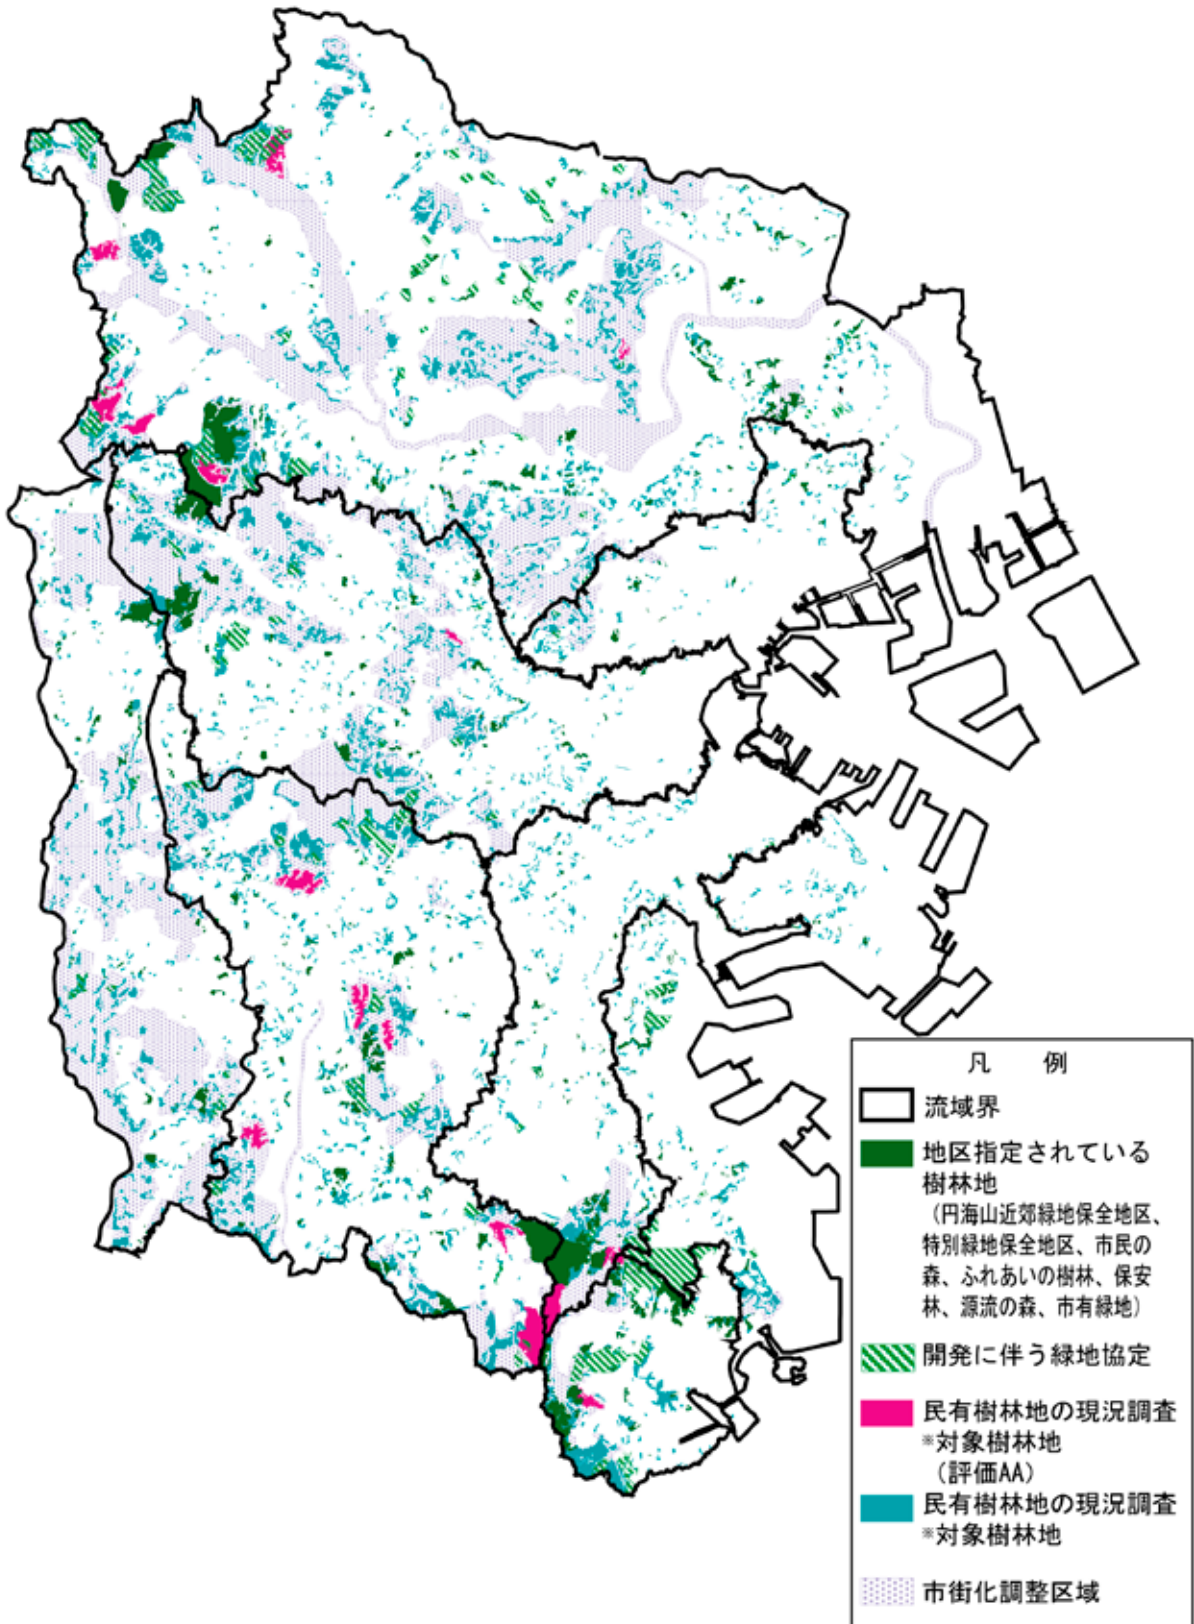 凡　例
流域界
地区指定されている
樹林地
（円海山近郊緑地保全地区、
特別緑地保全地区、市民の
森、ふれあいの樹林、保安
林、源流の森、市有緑地）
開発に伴う緑地協定
民有樹林地の現況調査
※対象樹林地
（評価AA）
民有樹林地の現況調査
※対象樹林地
市街化調整区域